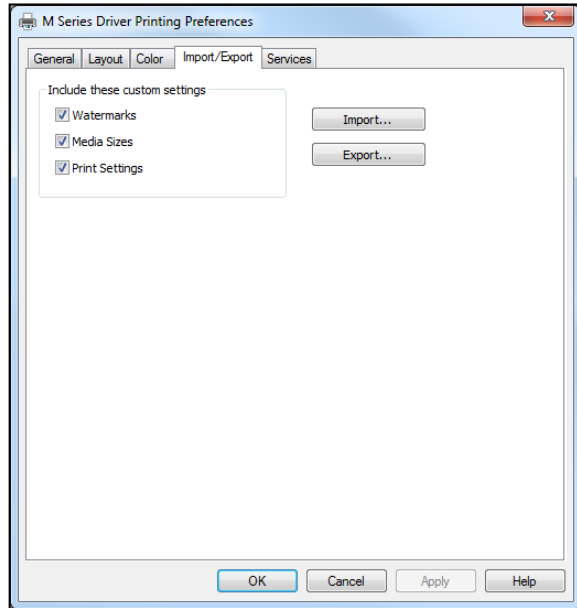 M Series Driver Printing Preferences
General Layout Color Import/Export Services
Include these custom settings
Watermarks
Import...
Media Sizes
Export...
Print Settings
OK Cancel Apply Help